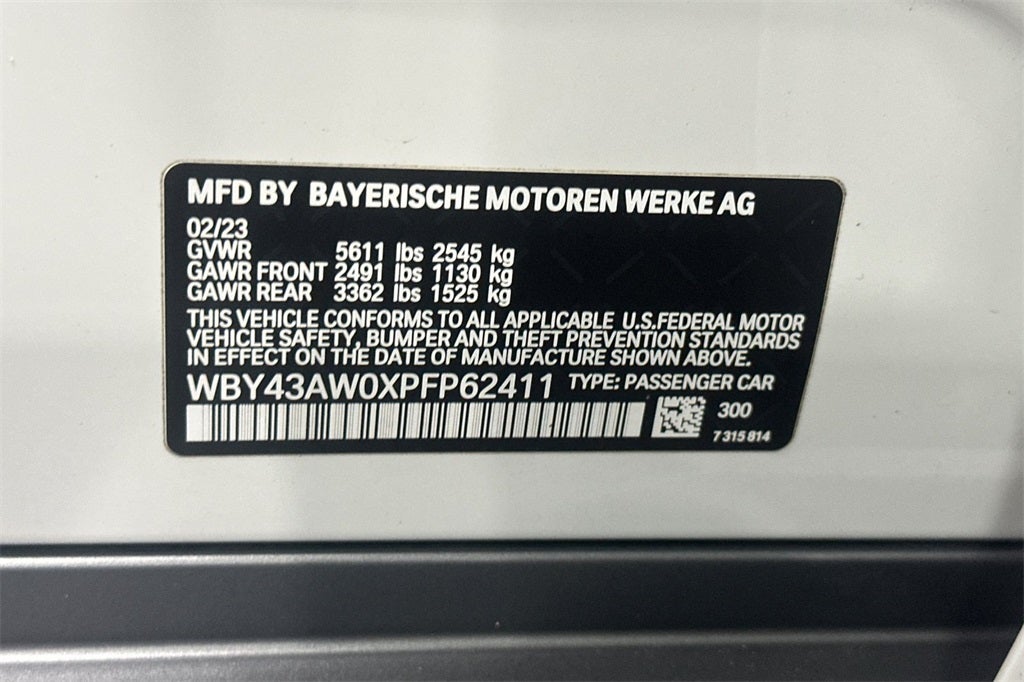 MFD BY BAYERISCHE MOTOREN WERKE AG
02/23
GVWR 5611 lbs 2545 kg
GAWR FRONT 2491 lbs 1130 kg
GAWR REAR 3362 lbs 1525 kg
THIS VEHICLE CONFORMS TO ALL APPLICABLE U.S.FEDERAL MOTOR
VEHICLE SAFETY, BUMPER AND THEFT PREVENTION STANDARDS
IN EFFECT ON THE DATE OF MANUFACTURE SHOWN ABOVE.
WBY43AW0XPFP62411 TYPE: PASSENGER CAR
300
7 315 814